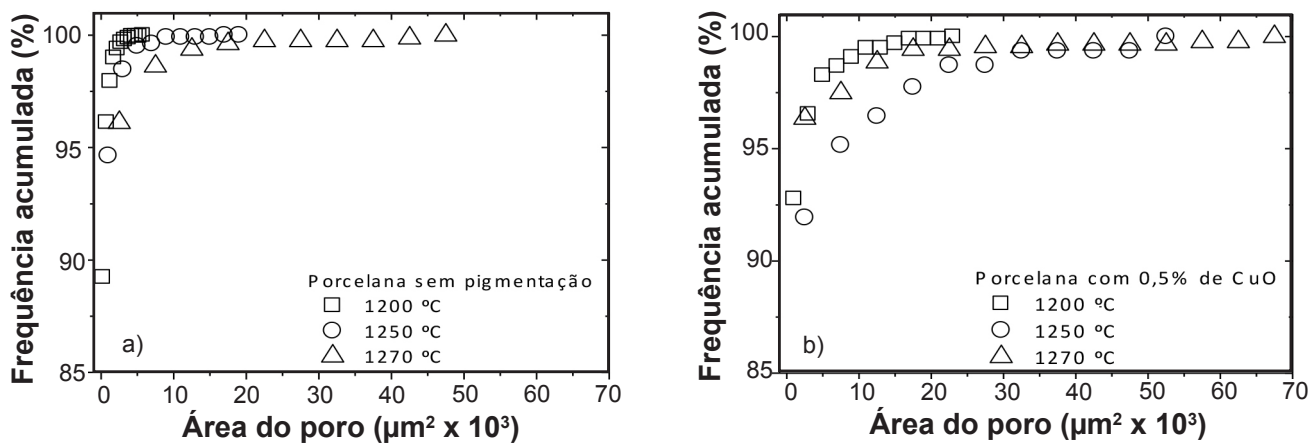 Frequência acumulada (%)
100
95
90
85
Porcelana sem pigmentação
1200 ºC
1250 ºC
1270 ºC
a)
0 10 20 30 40 50 60 70
Área do poro (μm² x 10³)
Frequência acumulada (%)
100
95
90
85
Porcelana com 0,5% de CuO
1200 ºC
1250 ºC
1270 ºC
b)
0 10 20 30 40 50 60 70
Área do poro (μm² x 10³)